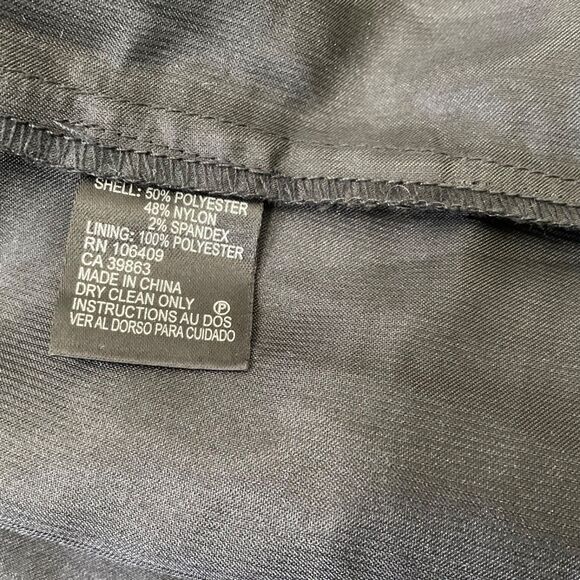 SHELL: 50% POLYESTER
48% NYLON
2% SPANDEX
LINING: 100% POLYESTER
RN 106409
CA 39863
MADE IN CHINA
DRY CLEAN ONLY
INSTRUCTIONS AU DOS
VER AL DORSO PARA CUIDADO
P